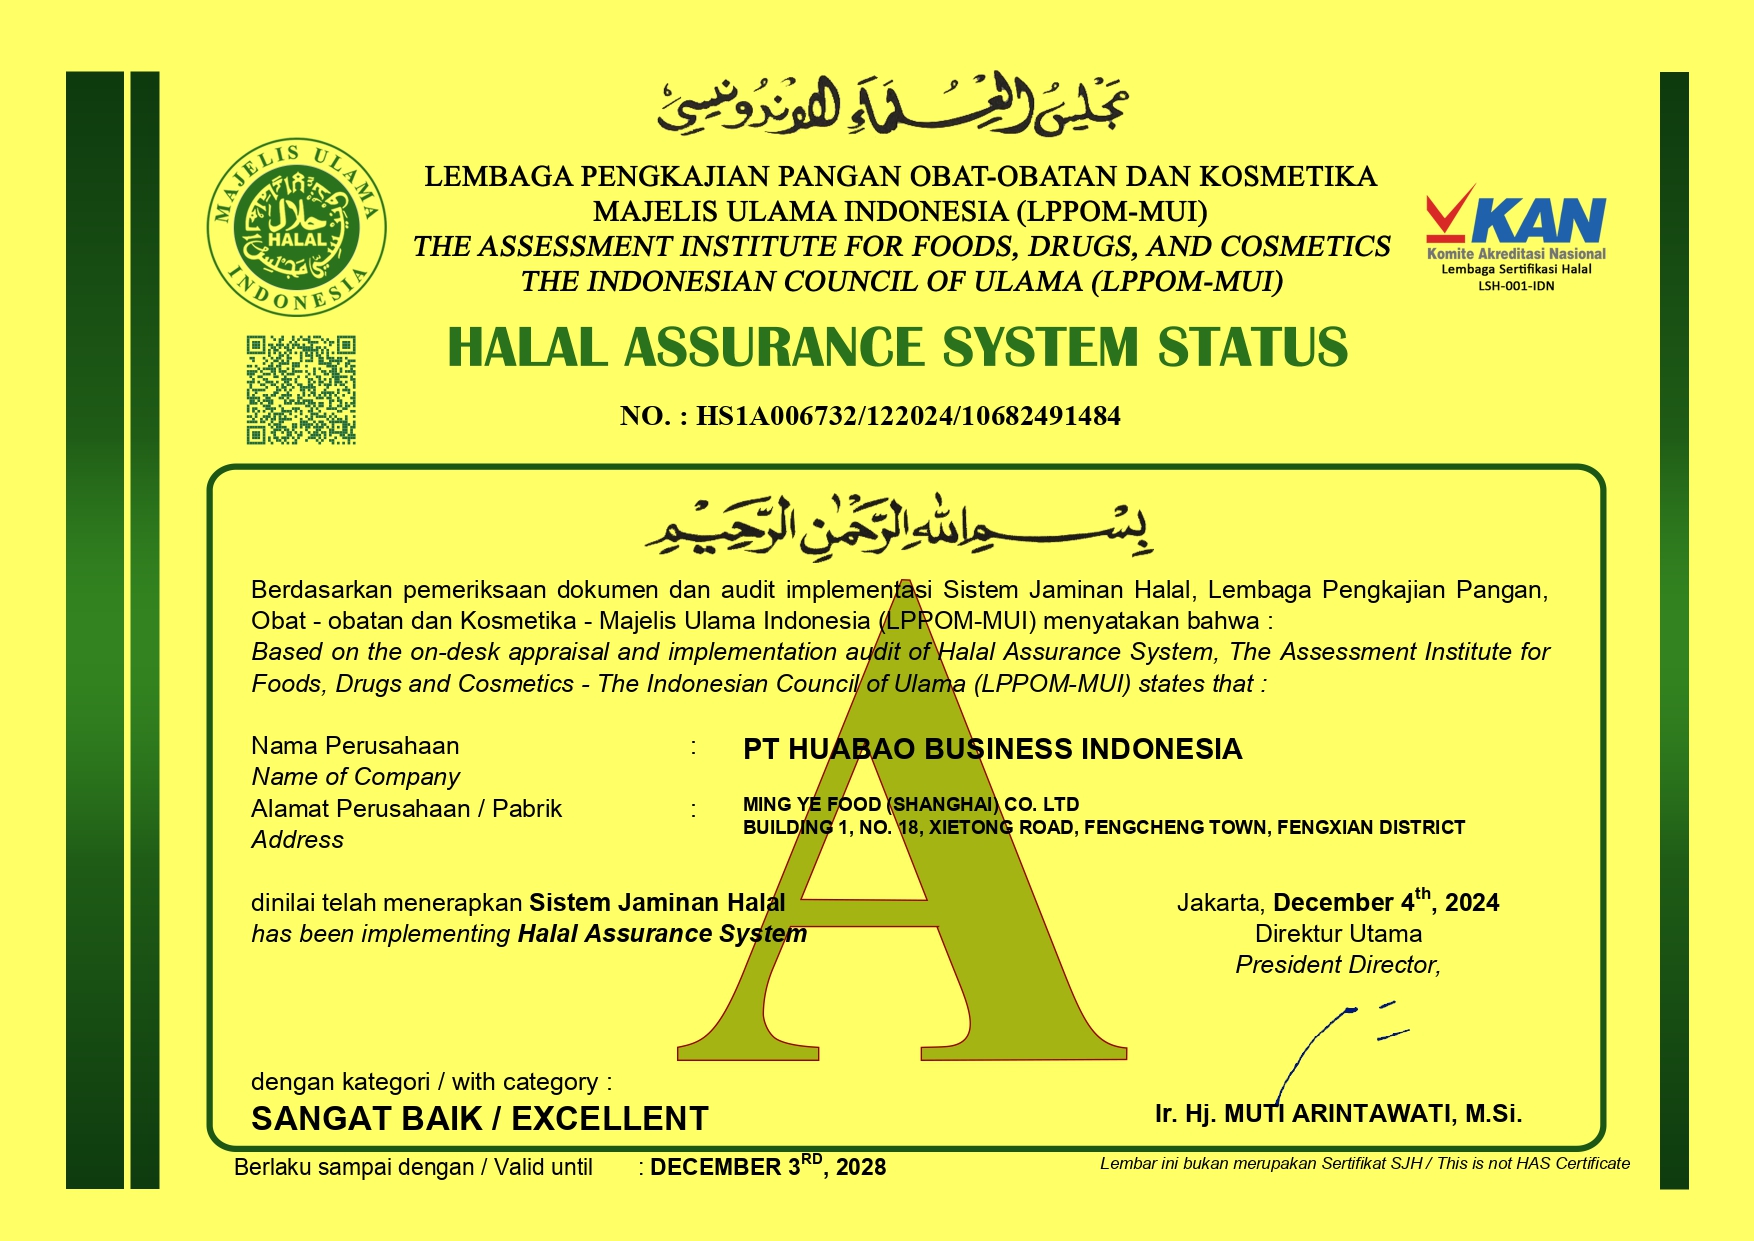 مجلس العلماء الاندونيسي
LEMBAGA PENGKAJIAN PANGAN OBAT-OBATAN DAN KOSMETIKA
MAJELIS ULAMA INDONESIA (LPPOM-MUI)
THE ASSESSMENT INSTITUTE FOR FOODS, DRUGS, AND COSMETICS
THE INDONESIAN COUNCIL OF ULAMA (LPPOM-MUI)
MAJELIS ULAMA
حلال
HALAL
INDONESIA
KAN
Komite Akreditasi Nasional
Lembaga Sertifikasi Halal
LSH-001-IDN
HALAL ASSURANCE SYSTEM STATUS
NO. : HS1A006732/122024/10682491484
بِسْمِ اللهِ الرَّحْمٰنِ الرَّحِيْمِ
Berdasarkan pemeriksaan dokumen dan audit implementasi Sistem Jaminan Halal, Lembaga Pengkajian Pangan,
Obat - obatan dan Kosmetika - Majelis Ulama Indonesia (LPPOM-MUI) menyatakan bahwa :
Based on the on-desk appraisal and implementation audit of Halal Assurance System, The Assessment Institute for
Foods, Drugs and Cosmetics - The Indonesian Council of Ulama (LPPOM-MUI) states that :
Nama Perusahaan : PT HUABAO BUSINESS INDONESIA
Name of Company
Alamat Perusahaan / Pabrik : MING YE FOOD (SHANGHAI) CO. LTD
BUILDING 1, NO. 18, XIETONG ROAD, FENGCHENG TOWN, FENGXIAN DISTRICT
Address
A
dinilai telah menerapkan Sistem Jaminan Halal
has been implementing Halal Assurance System
Jakarta, December 4th, 2024
Direktur Utama
President Director,
dengan kategori / with category :
SANGAT BAIK / EXCELLENT
Ir. Hj. MUTI ARINTAWATI, M.Si.
Berlaku sampai dengan / Valid until : DECEMBER 3RD, 2028
Lembar ini bukan merupakan Sertifikat SJH / This is not HAS Certificate